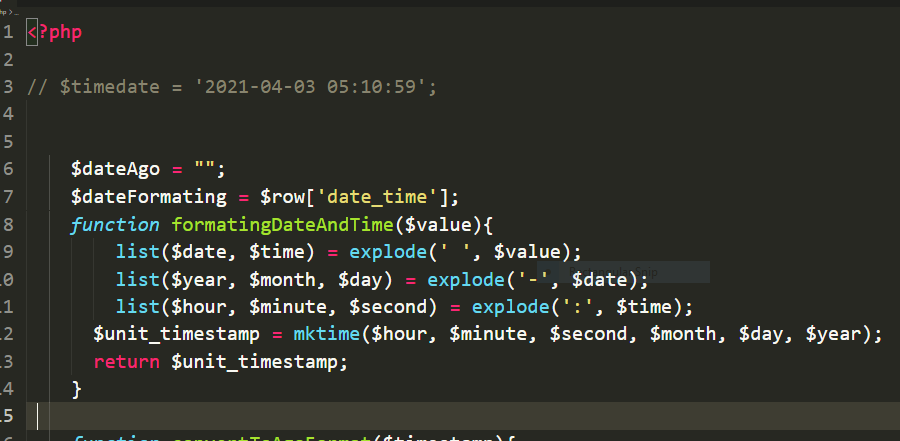 1 <?php
2
3 // $timedate = '2021-04-03 05:10:59';
4
5
6 $dateAgo = "";
7 $dateFormating = $row['date_time'];
8 function formatingDateAndTime($value){
9 list($date, $time) = explode(' ', $value);
10 list($year, $month, $day) = explode('-', $date);
11 list($hour, $minute, $second) = explode(':', $time);
12 $unit_timestamp = mktime($hour, $minute, $second, $month, $day, $year);
13 return $unit_timestamp;
14 }
15